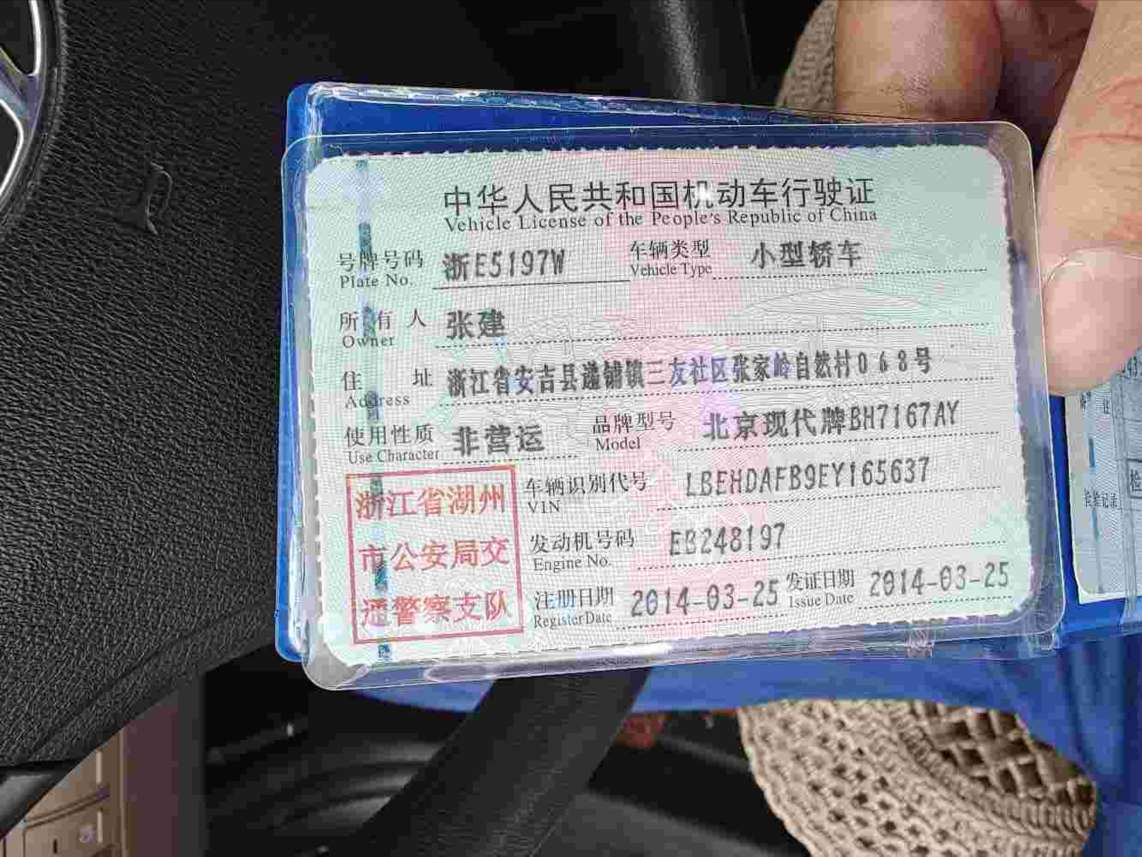 中华人民共和国机动车行驶证
Vehicle License of the People's Republic of China
号牌号码 浙E5197W 车辆类型 小型轿车
Plate No. Vehicle Type
所有人 张建
Owner
住址 浙江省安吉县递铺镇三友社区张家岭自然村068号
Address
使用性质 非营运 品牌型号 北京现代牌BH7167AY
Use Character Model
浙江省湖州
市公安局交
通警察支队
车辆识别代号 LBEHDAFB9EY165637
VIN
发动机号码 EB248197
Engine No.
注册日期 2014-03-25 发证日期 2014-03-25
Register Date Issue Date
检验记录